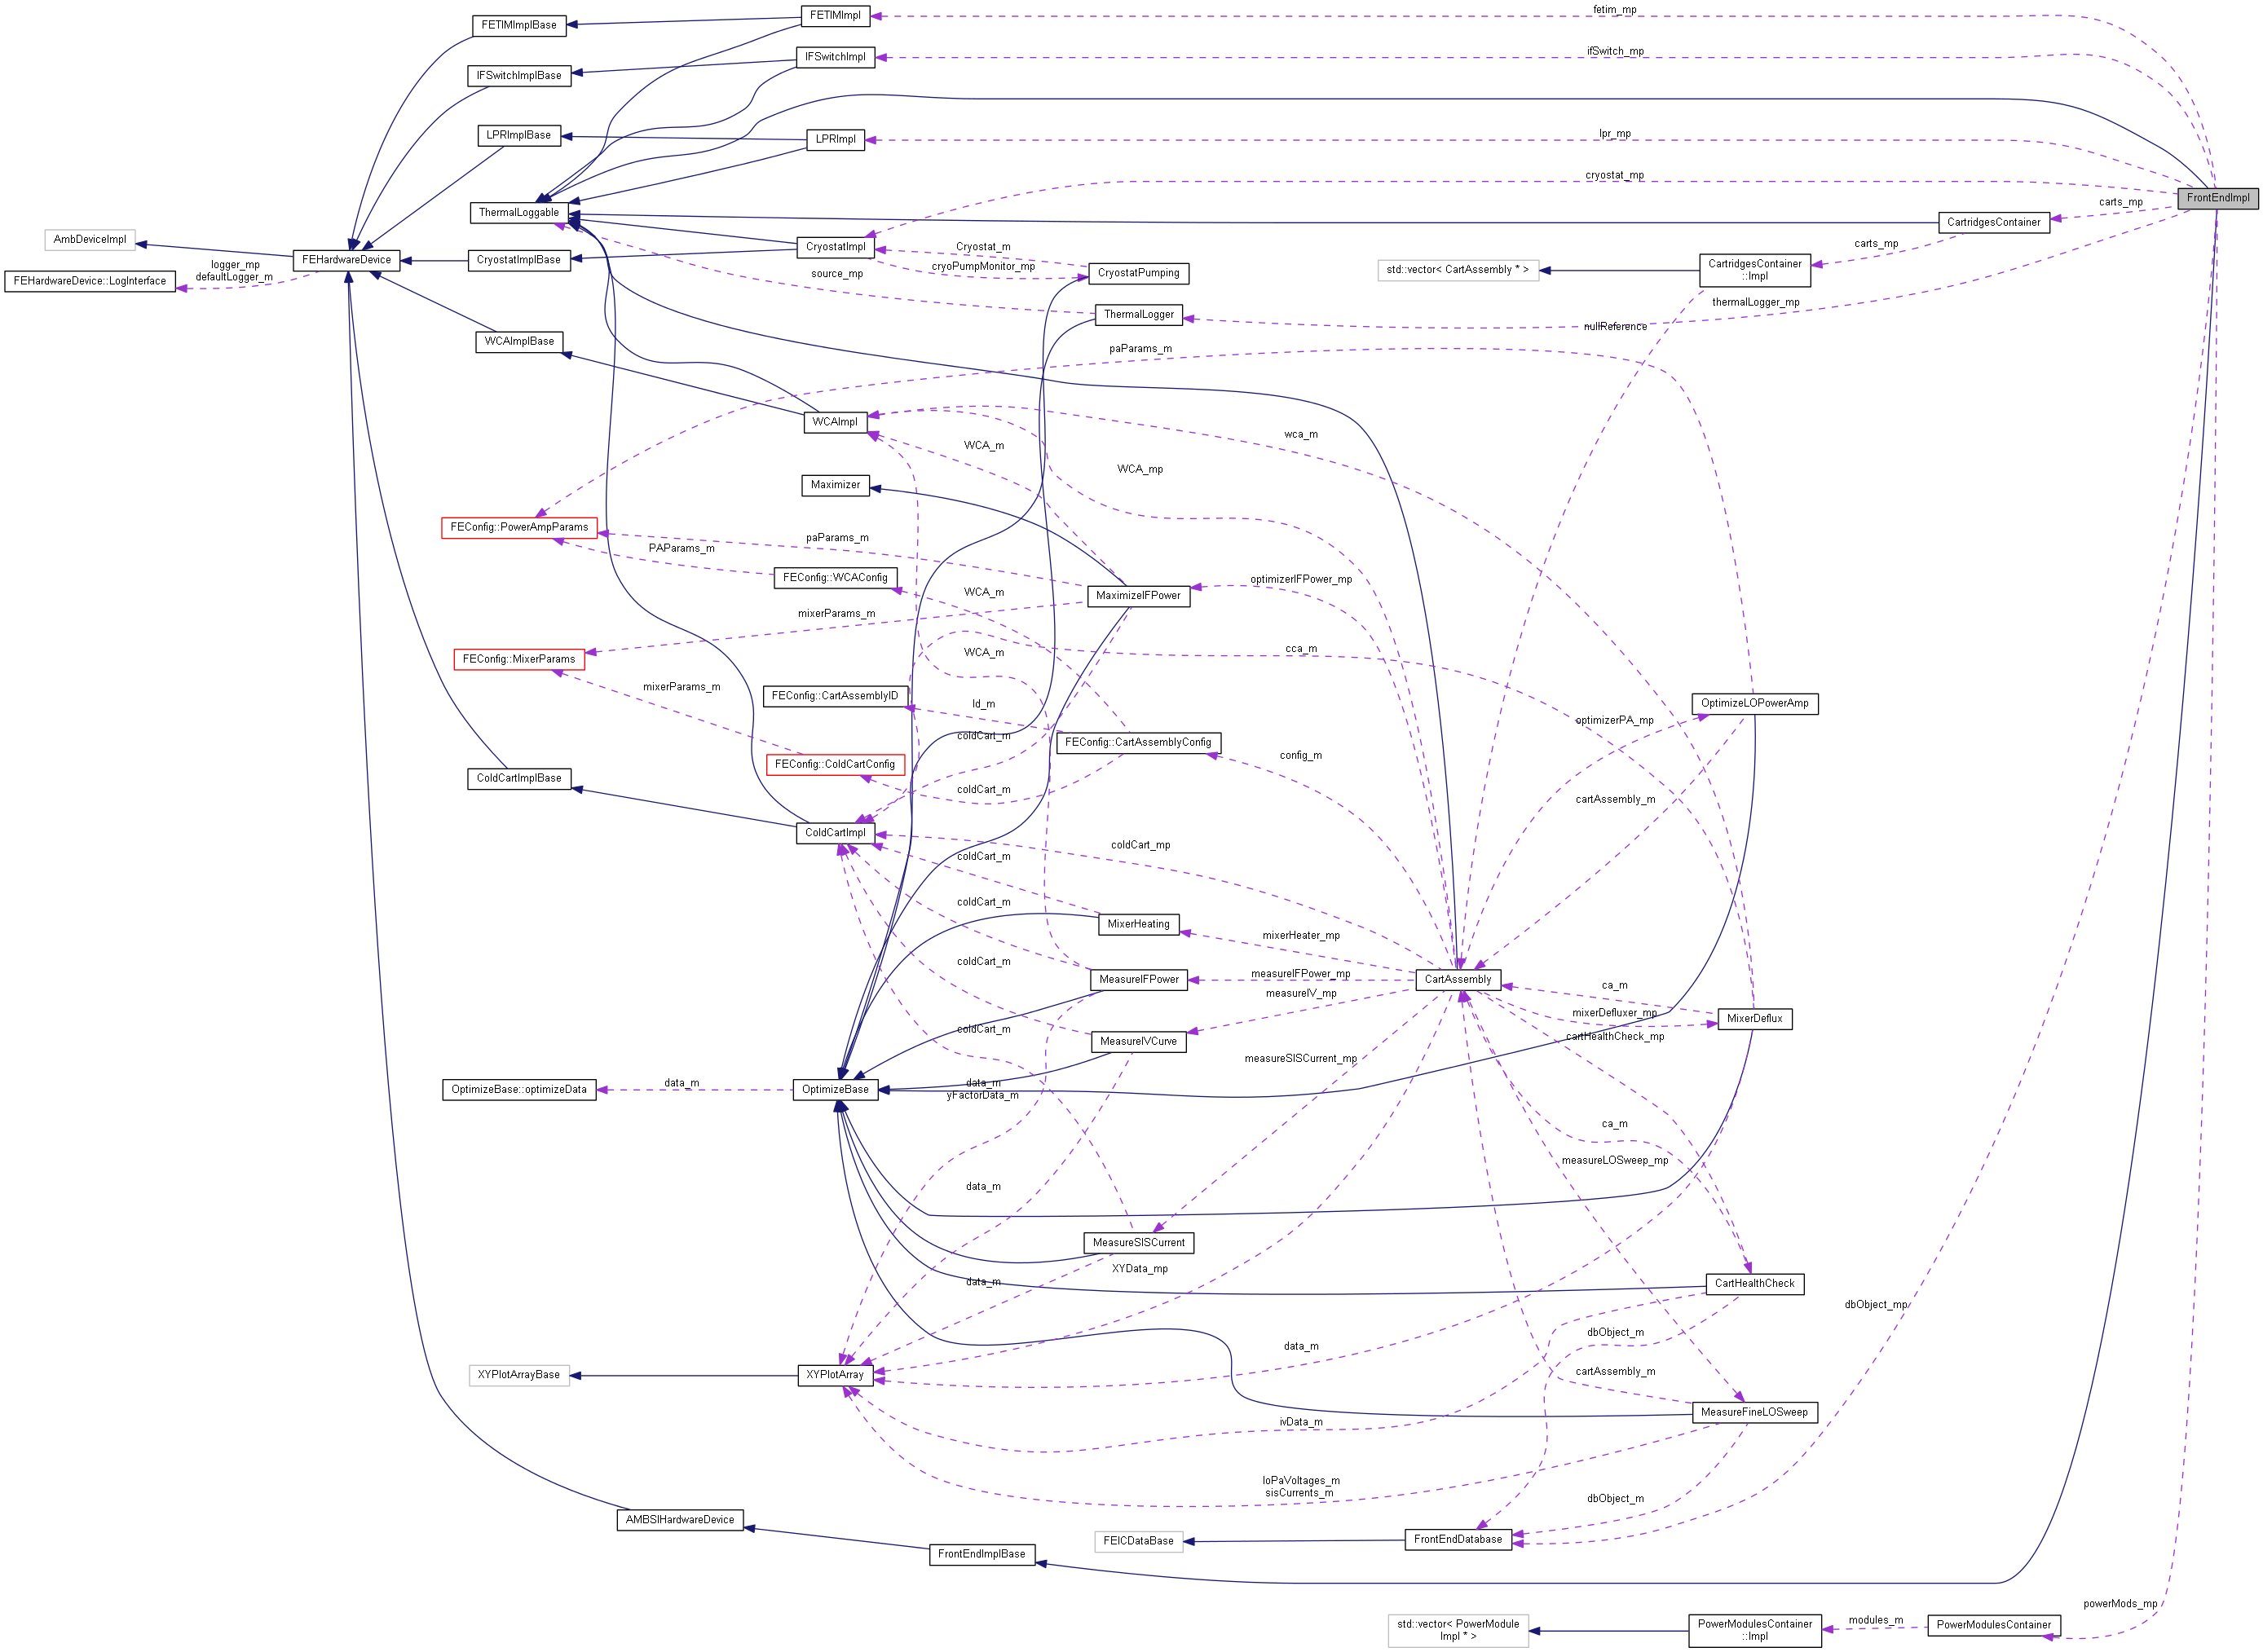 FETIMImpl
fetim_mp
FETIMImplBase
IFSwitchImpl
ifSwitch_mp
IFSwitchImplBase
LPRImplBase
LPRImpl
lpr_mp
cryostat_mp
FrontEndImpl
carts_mp
ThermalLoggable
CartridgesContainer
AmbDeviceImpl
CryostatImpl
Cryostat_m
carts_mp
FEHardwareDevice
CryostatImplBase
cryoPumpMonitor_mp
logger_mp
defaultLogger_m
source_mp
CryostatPumping
std::vector< CartAssembly * >
CartridgesContainer
::Impl
FEHardwareDevice::LogInterface
thermalLogger_mp
ThermalLogger
nullReference
WCAImplBase
paParams_m
WCAImpl
wca_m
WCA_m
WCA_mp
Maximizer
FEConfig::PowerAmpParams
paParams_m
PAParams_m
FEConfig::WCAConfig
optimizerIFPower_mp
WCA_m
MaximizeIFPower
mixerParams_m
FEConfig::MixerParams
WCA_m
cca_m
mixerParams_m
FEConfig::CartAssemblyID
Id_m
OptimizeLOPowerAmp
optimizerPA_mp
coldCart_m
FEConfig::CartAssemblyConfig
config_m
FEConfig::ColdCartConfig
ColdCartImplBase
coldCart_m
cartAssembly_m
ColdCartImpl
coldCart_mp
coldCart_m
coldCart_m
MixerHeating
mixerHeater_mp
coldCart_m
MeasureIFPower
measureIFPower_mp
CartAssembly
ca_m
measureIV_mp
mixerDefluxer_mp
MixerDeflux
coldCart_m
MeasureIVCurve
cartHealthCheck_mp
measureSISCurrent_mp
OptimizeBase::optimizeData
data_m
OptimizeBase
data_m
yFactorData_m
ca_m
measureLOSweep_mp
data_m
MeasureSISCurrent
XYData_mp
data_m
CartHealthCheck
dbObject_mp
dbObject_m
data_m
XYPlotArrayBase
XYPlotArray
cartAssembly_m
MeasureFineLOSweep
ivData_m
loPaVoltages_m
sisCurrents_m
dbObject_m
AMBSIHardwareDevice
FEICDataBase
FrontEndDatabase
FrontEndImplBase
powerMods_mp
std::vector< PowerModule
Impl * >
PowerModulesContainer
::Impl
modules_m
PowerModulesContainer